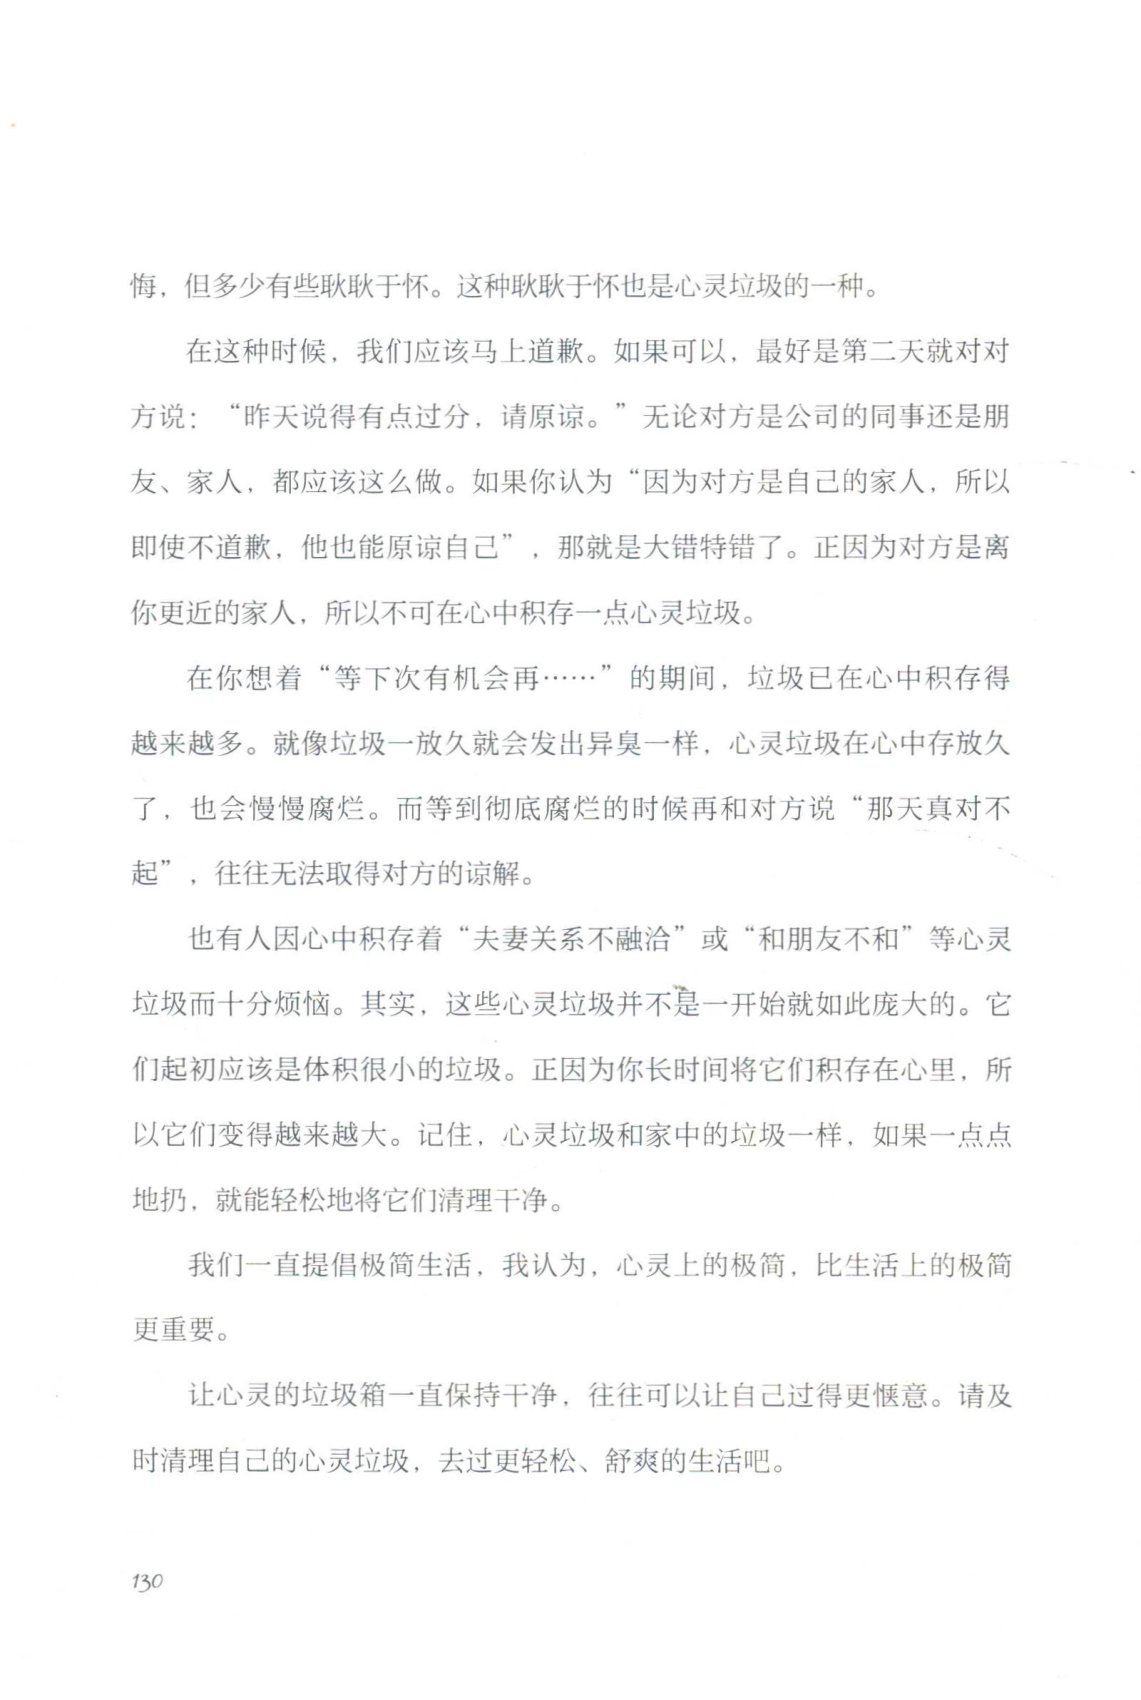 悔，但多少有些耿耿于怀。这种耿耿于怀也是心灵垃圾的一种。
在这种时候，我们应该马上道歉。如果可以，最好是第二天就对对
方说：“昨天说得有点过分，请原谅。”无论对方是公司的同事还是朋
友、家人，都应该这么做。如果你认为“因为对方是自己的家人，所以
即使不道歉，他也能原谅自己”，那就是大错特错了。正因为对方是离
你更近的家人，所以不可在心中积存一点心灵垃圾。
在你想着“等下次有机会再……”的期间，垃圾已在心中积存得
越来越多。就像垃圾一放久就会发出异臭一样，心灵垃圾在心中存放久
了，也会慢慢腐烂。而等到彻底腐烂的时候再和对方说“那天真对不
起”，往往无法取得对方的谅解。
也有人因心中积存着“夫妻关系不融洽”或“和朋友不和”等心灵
垃圾而十分烦恼。其实，这些心灵垃圾并不是一开始就如此庞大的。它
们起初应该是体积很小的垃圾。正因为你长时间将它们积存在心里，所
以它们变得越来越大。记住，心灵垃圾和家中的垃圾一样，如果一点点
地扔，就能轻松地将它们清理干净。
我们一直提倡极简生活，我认为，心灵上的极简，比生活上的极简
更重要。
让心灵的垃圾箱一直保持干净，往往可以让自己过得更惬意。请及
时清理自己的心灵垃圾，去过更轻松、舒爽的生活吧。
130